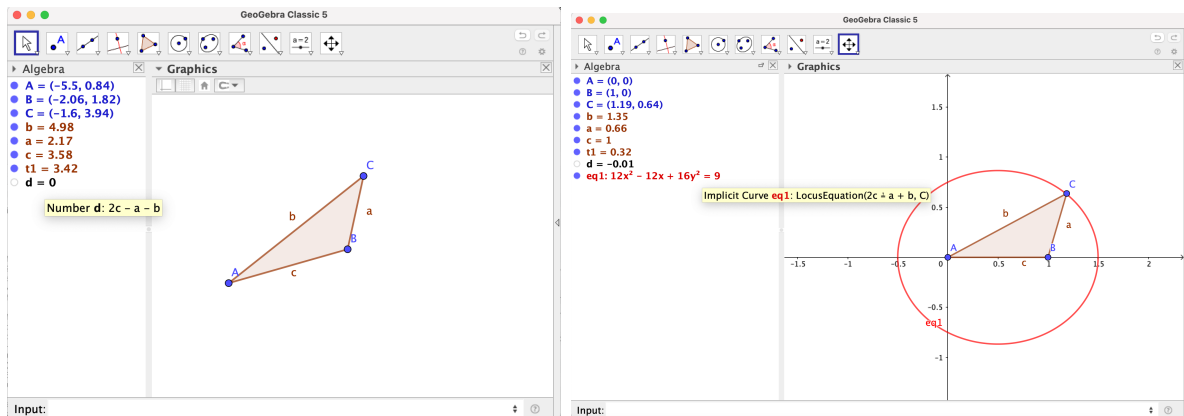 GeoGebra Classic 5
A
a=2
Algebra
Graphics
A = (-5.5, 0.84)
B = (-2.06, 1.82)
C = (-1.6, 3.94)
b = 4.98
a = 2.17
c = 3.58
t1 = 3.42
d = 0
Number d: 2c - a - b
C
b
a
B
A
c
Input:
GeoGebra Classic 5
A
a=2
Algebra
Graphics
A = (0, 0)
B = (1, 0)
C = (1.19, 0.64)
b = 1.35
a = 0.66
c = 1
t1 = 0.32
d = -0.01
eq1: 12x² - 12x + 16y² = 9
Implicit Curve eq1: LocusEquation(2c ≟ a + b, C)
1.5
1
0.5
C
b
a
A
B
-1.5
-1
-0.5
0
0.5
c
1
1.5
2
-0.5
eq1
-1
Input: